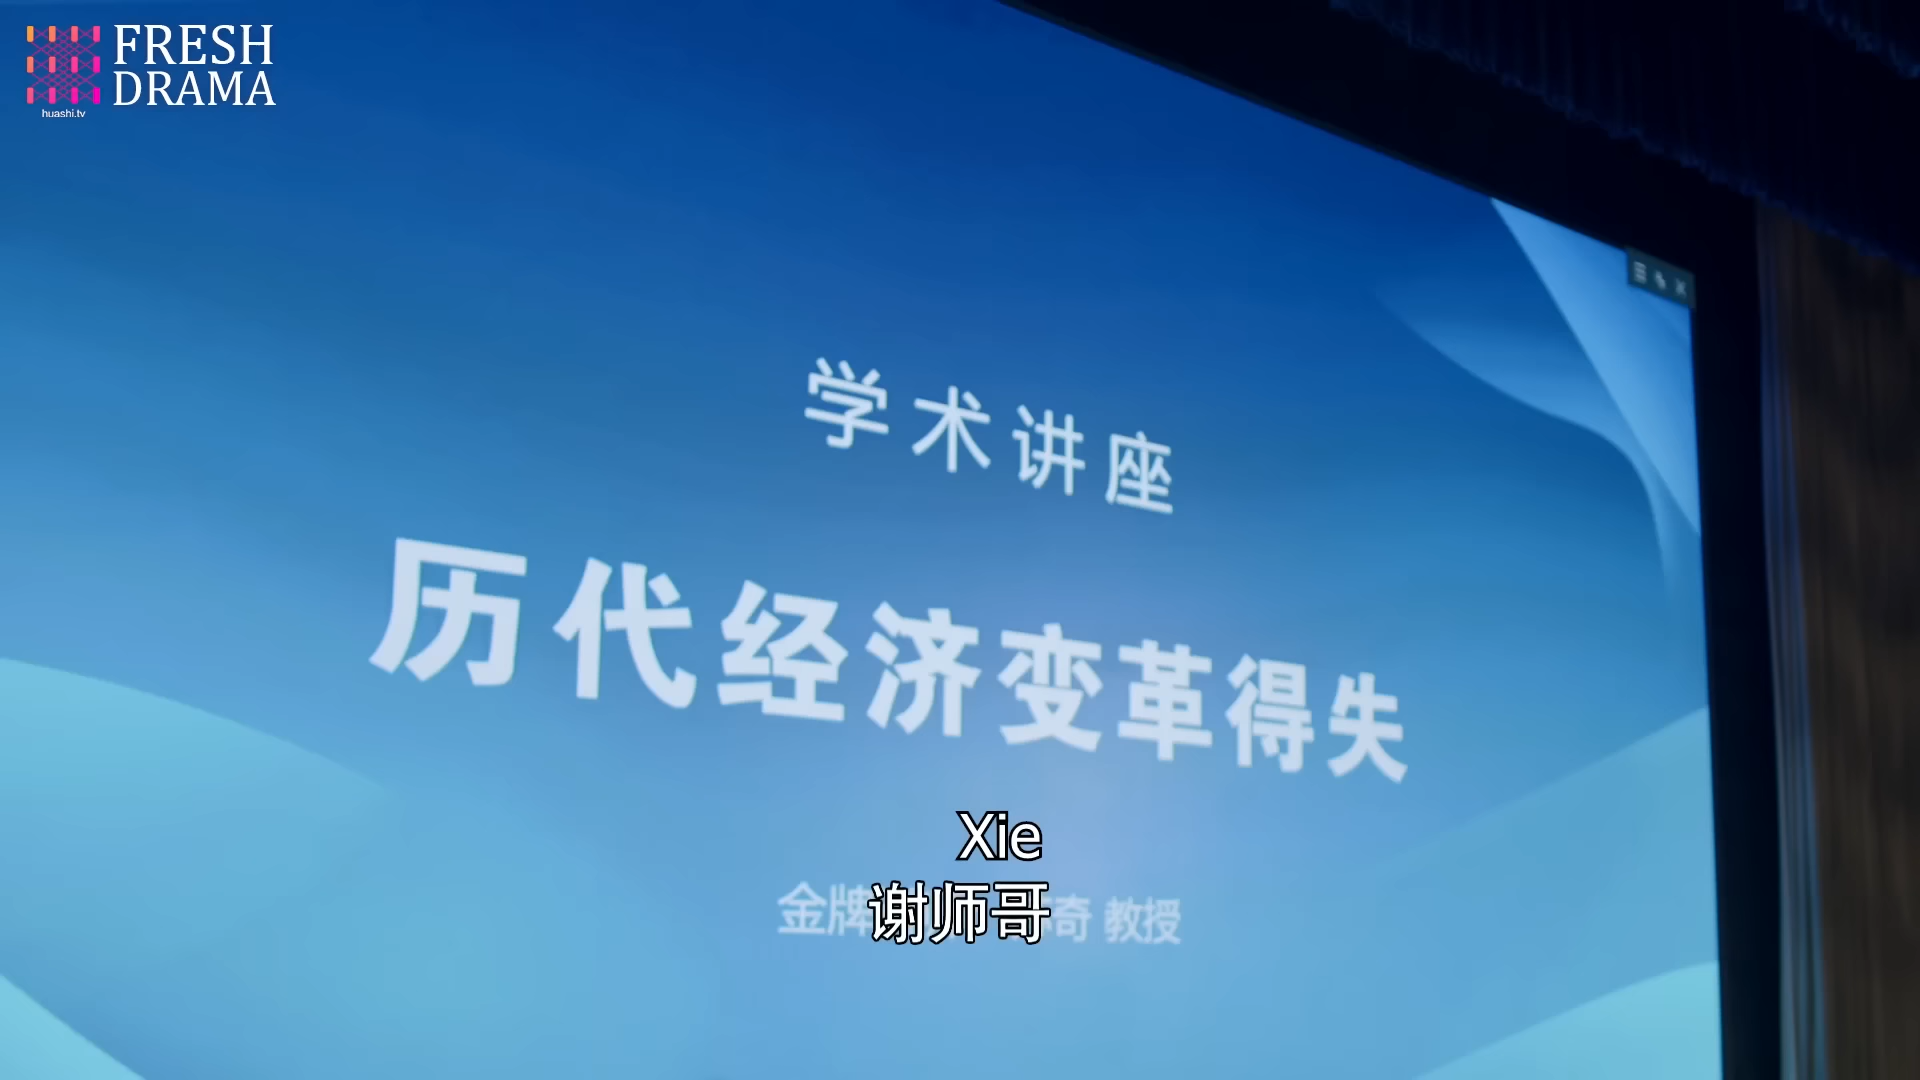 FRESH
DRAMA
huashi.tv
学术讲座
历代经济变革得失
Xie
谢师哥
金牌 奇 教授